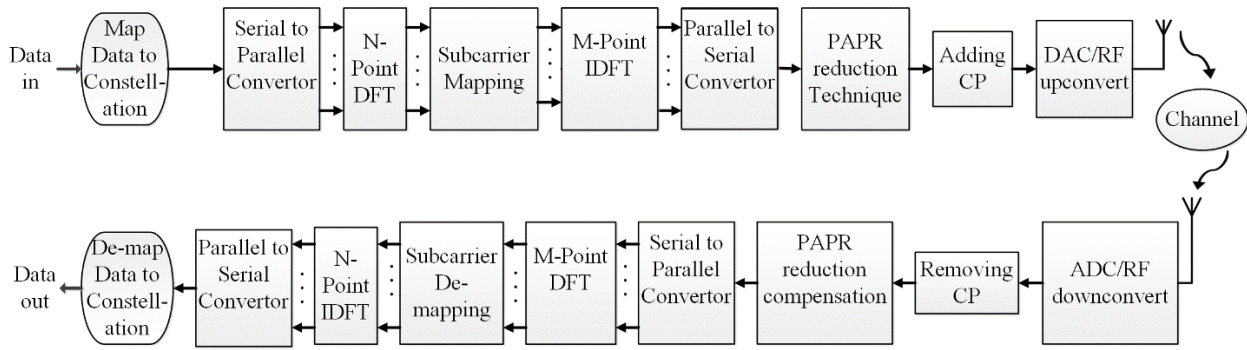 Data
in
Map
Data to
Constell-
ation
Serial to
Parallel
Convertor
N-
Point
DFT
Subcarrier
Mapping
M-Point
IDFT
Parallel to
Serial
Convertor
PAPR
reduction
Technique
Adding
CP
DAC/RF
upconvert
Channel
Data
out
De-map
Data to
Constell-
ation
Parallel to
Serial
Convertor
N-
Point
IDFT
Subcarrier
De-
mapping
M-Point
DFT
Serial to
Parallel
Convertor
PAPR
reduction
compensation
Removing
CP
ADC/RF
downconvert